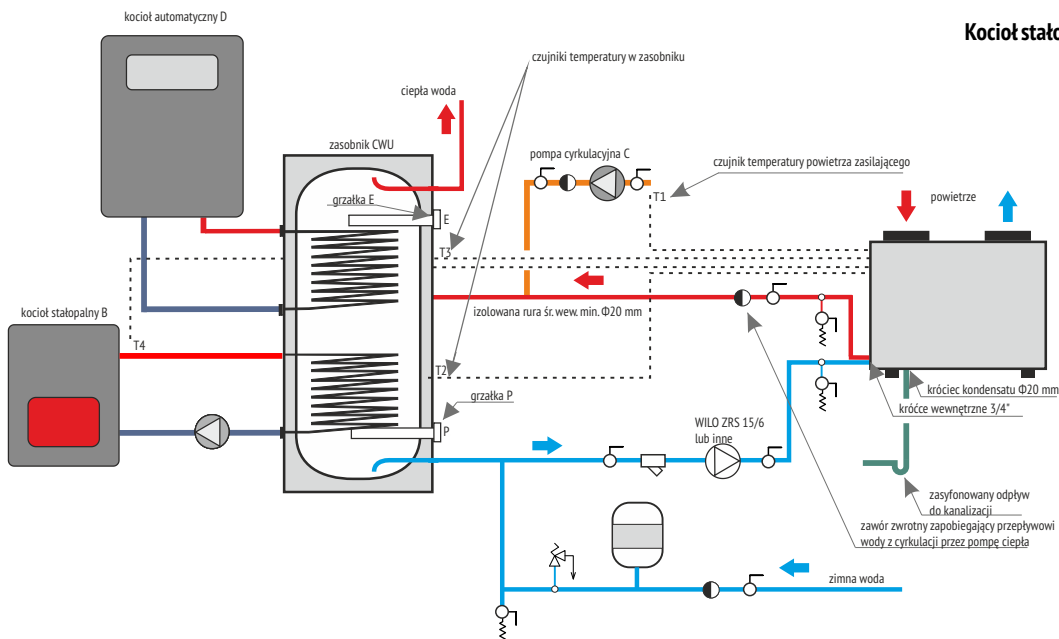 kocioł automatyczny D
Kocioł stało
czujniki temperatury w zasobniku
ciepła woda
zasobnik CWU
pompa cyrkulacyjna C
czujnik temperatury powietrza zasilającego
T1
powietrze
grzałka E
E
T3
kocioł stałopalny B
izolowana rura śr. wew. min. Φ20 mm
T4
T2
króciec kondensatu Φ20 mm
grzałka P
króćce wewnętrzne 3/4"
P
WILO ZRS 15/6
lub inne
zasyfonowany odpływ
do kanalizacji
zawór zwrotny zapobiegający przepływowi
wody z cyrkulacji przez pompę ciepła
zimna woda